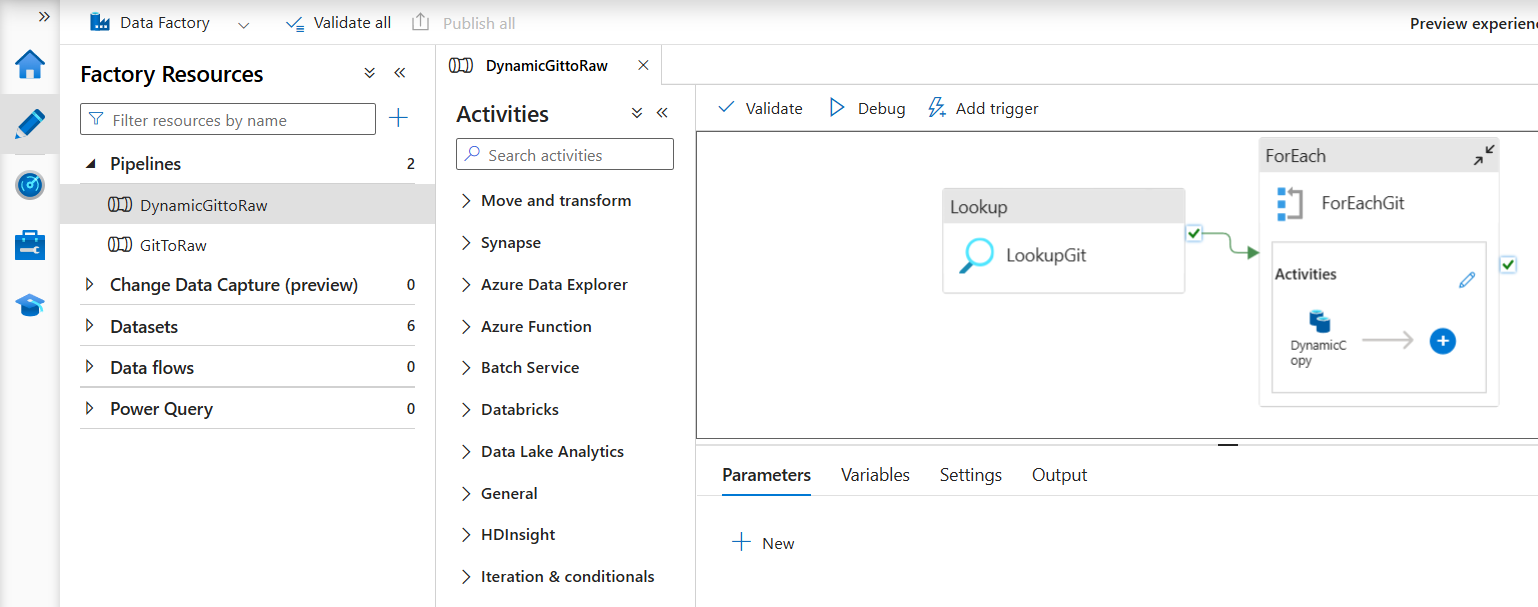 Data Factory
Validate all
Publish all
Factory Resources
Filter resources by name
Pipelines 2
DynamicGittoRaw
GitToRaw
Change Data Capture (preview) 0
Datasets 6
Data flows 0
Power Query 0
DynamicGittoRaw
Activities
Search activities
Move and transform
Synapse
Azure Data Explorer
Azure Function
Batch Service
Databricks
Data Lake Analytics
General
HDInsight
Iteration & conditionals
Validate Debug Add trigger
Lookup
LookupGit
ForEach
ForEachGit
Activities
DynamicC
opy
Parameters Variables Settings Output
New
Preview